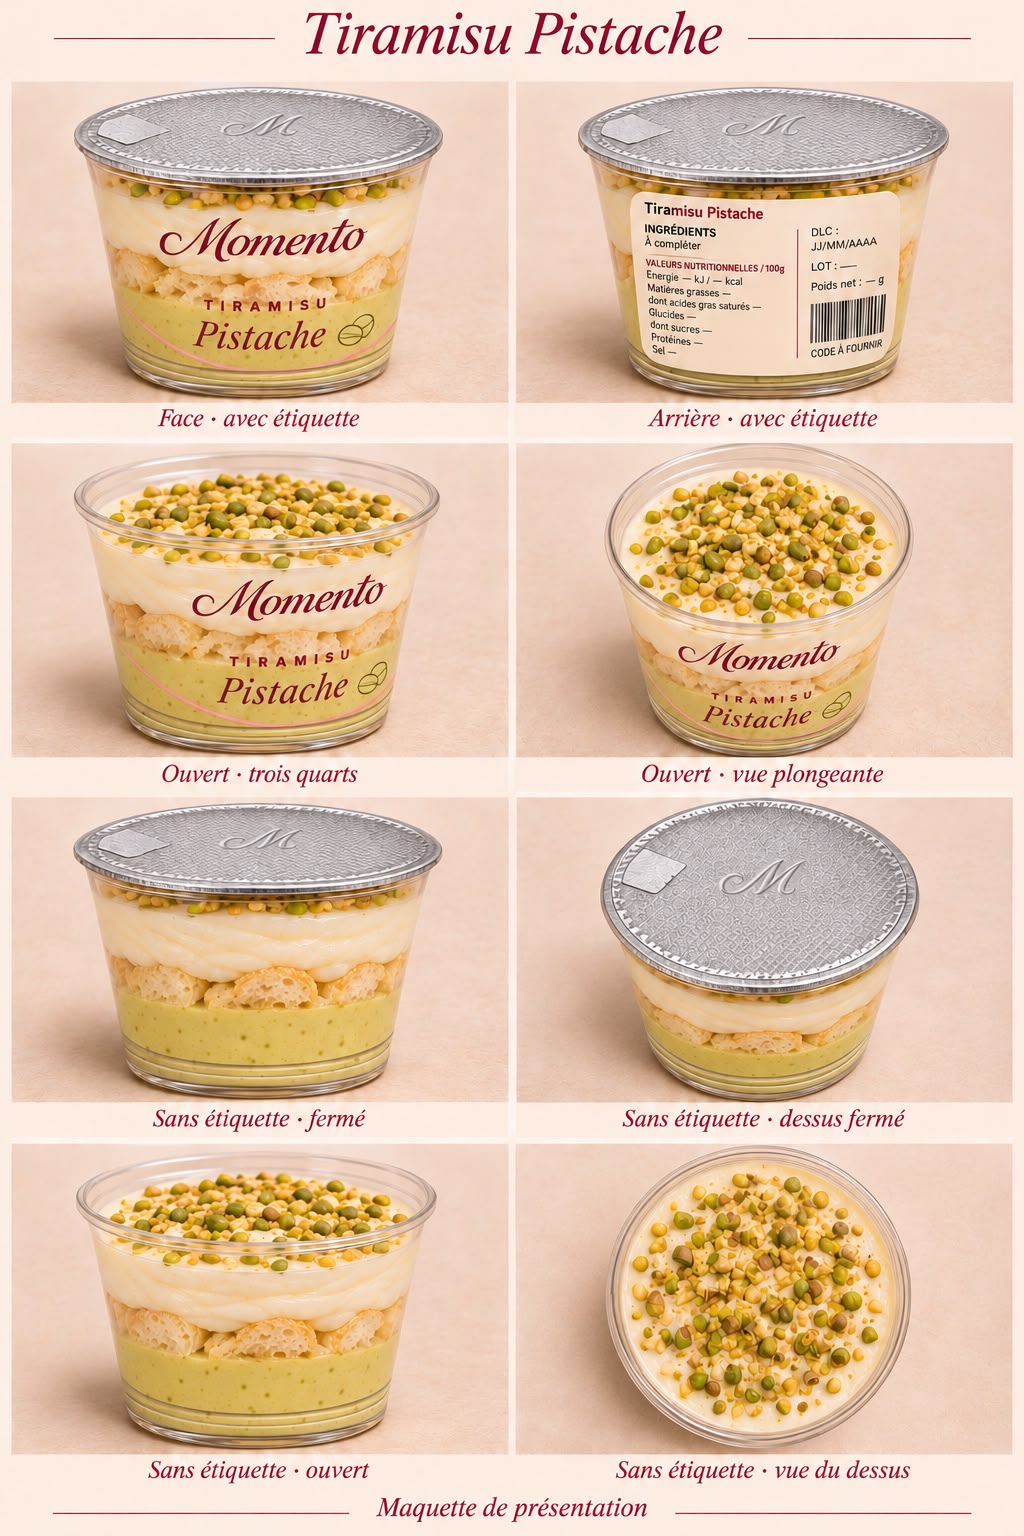 Tiramisu Pistache
M
Momento
TIRAMISU
Pistache
Face · avec étiquette
M
Tiramisu Pistache
INGRÉDIENTS
À compléter
VALEURS NUTRITIONNELLES / 100g
Energie — kJ / — kcal
Matières grasses —
dont acides gras saturés —
Glucides —
dont sucres —
Protéines —
Sel —
DLC :
JJ/MM/AAAA
LOT : —
Poids net : — g
CODE À FOURNIR
Arrière · avec étiquette
Momento
TIRAMISU
Pistache
Ouvert · trois quarts
Momento
TIRAMISU
Pistache
Ouvert · vue plongeante
M
Sans étiquette · fermé
M
Sans étiquette · dessus fermé
Sans étiquette · ouvert
Sans étiquette · vue du dessus
Maquette de présentation